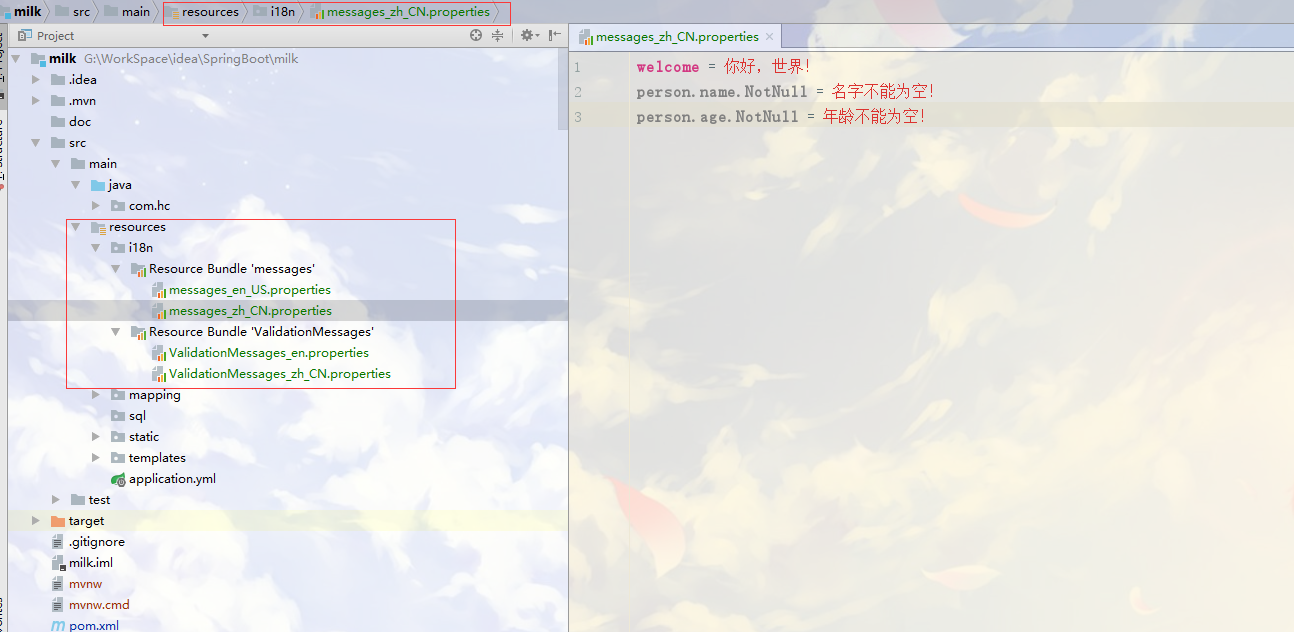 milk src main resources i18n messages_zh_CN.properties
Project
messages_zh_CN.properties
milk G:\WorkSpace\idea\SpringBoot\milk
.idea
.mvn
doc
src
main
java
com.hc
resources
i18n
Resource Bundle 'messages'
messages_en_US.properties
messages_zh_CN.properties
Resource Bundle 'ValidationMessages'
ValidationMessages_en.properties
ValidationMessages_zh_CN.properties
mapping
sql
static
templates
application.yml
test
target
.gitignore
milk.iml
mvnw
mvnw.cmd
pom.xml
1 welcome = 你好，世界！
2 person.name.NotNull = 名字不能为空！
3 person.age.NotNull = 年龄不能为空！